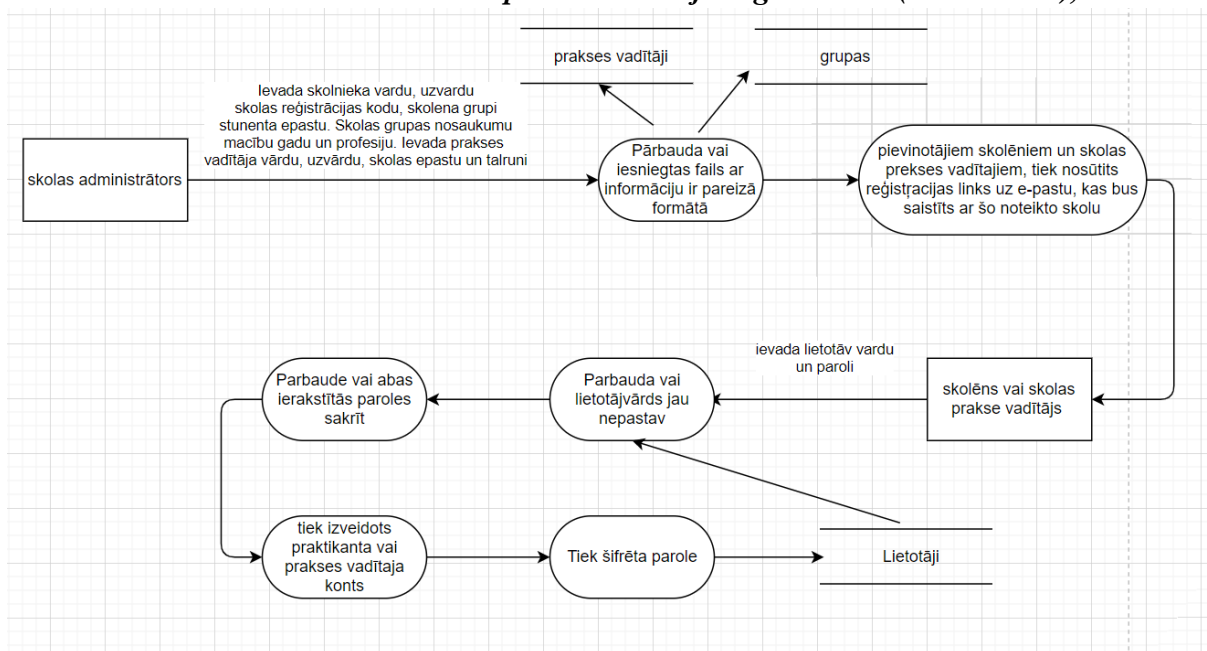 prakses vadītāji
grupas
Ievada skolnieka vardu, uzvardu
skolas reģistrācijas kodu, skolena grupi
stunenta epastu. Skolas grupas nosaukumu
macību gadu un profesiju. Ievada prakses
vadītāja vārdu, uzvārdu, skolas epastu un talruni
skolas administrātors
Pārbauda vai
iesniegtas fails ar
informāciju ir pareizā
formātā
pievinotājiem skolēniem un skolas
prekses vadītajiem, tiek nosūtits
reģistŗacijas links uz e-pastu, kas bus
saistīts ar šo noteikto skolu
ievada lietotāv vardu
un paroli
skolēns vai skolas
prakse vadītājs
Parbauda vai
lietotājvārds jau
nepastav
Parbaude vai abas
ierakstītās paroles
sakrīt
tiek izveidots
praktikanta vai
prakses vadītaja
konts
Tiek šifrēta parole
Lietotāji